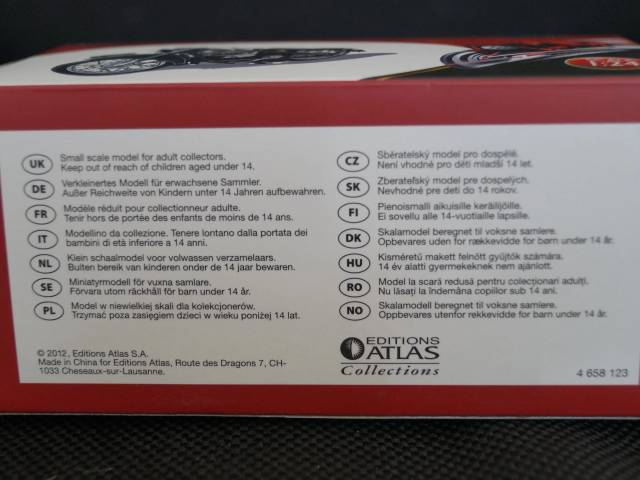 1:24
UK Small scale model for adult collectors.
Keep out of reach of children aged under 14.
DE Verkleinertes Modell für erwachsene Sammler.
Außer Reichweite von Kindern unter 14 Jahren aufbewahren.
FR Modèle réduit pour collectionneur adulte.
Tenir hors de portée des enfants de moins de 14 ans.
IT Modellino da collezione. Tenere lontano dalla portata dei
bambini di età inferiore a 14 anni.
NL Klein schaalmodel voor volwassen verzamelaars.
Buiten bereik van kinderen onder de 14 jaar bewaren.
SE Miniatyrmodell för vuxna samlare.
Förvara utom räckhåll för barn under 14 år.
PL Model w niewielkiej skali dla kolekcjonerów.
Trzymać poza zasięgiem dzieci w wieku poniżej 14 lat.
© 2012, Editions Atlas S.A.
Made in China for Editions Atlas, Route des Dragons 7, CH-
1033 Cheseaux-sur-Lausanne.
CZ Sběratelský model pro dospělé.
Není vhodné pro děti mladší 14 let.
SK Zberateľský model pre dospelých.
Nevhodné pre deti do 14 rokov.
FI Pienoismalli aikuisille keräilijöille.
Ei sovellu alle 14-vuotiaille lapsille.
DK Skalamodel beregnet til voksne samlere.
Opbevares uden for rækkevidde for børn under 14 år.
HU Kisméretű makett felnőtt gyűjtők számára.
14 év alatti gyermekeknek nem ajánlott.
RO Model la scară redusă pentru colecționari adulți.
Nu lăsați la îndemâna copiilor sub 14 ani.
NO Skalamodell beregnet til voksne samlere.
Oppbevares utenfor rekkevidde for barn under 14 år.
EDITIONS
ATLAS
Collections
4 658 123